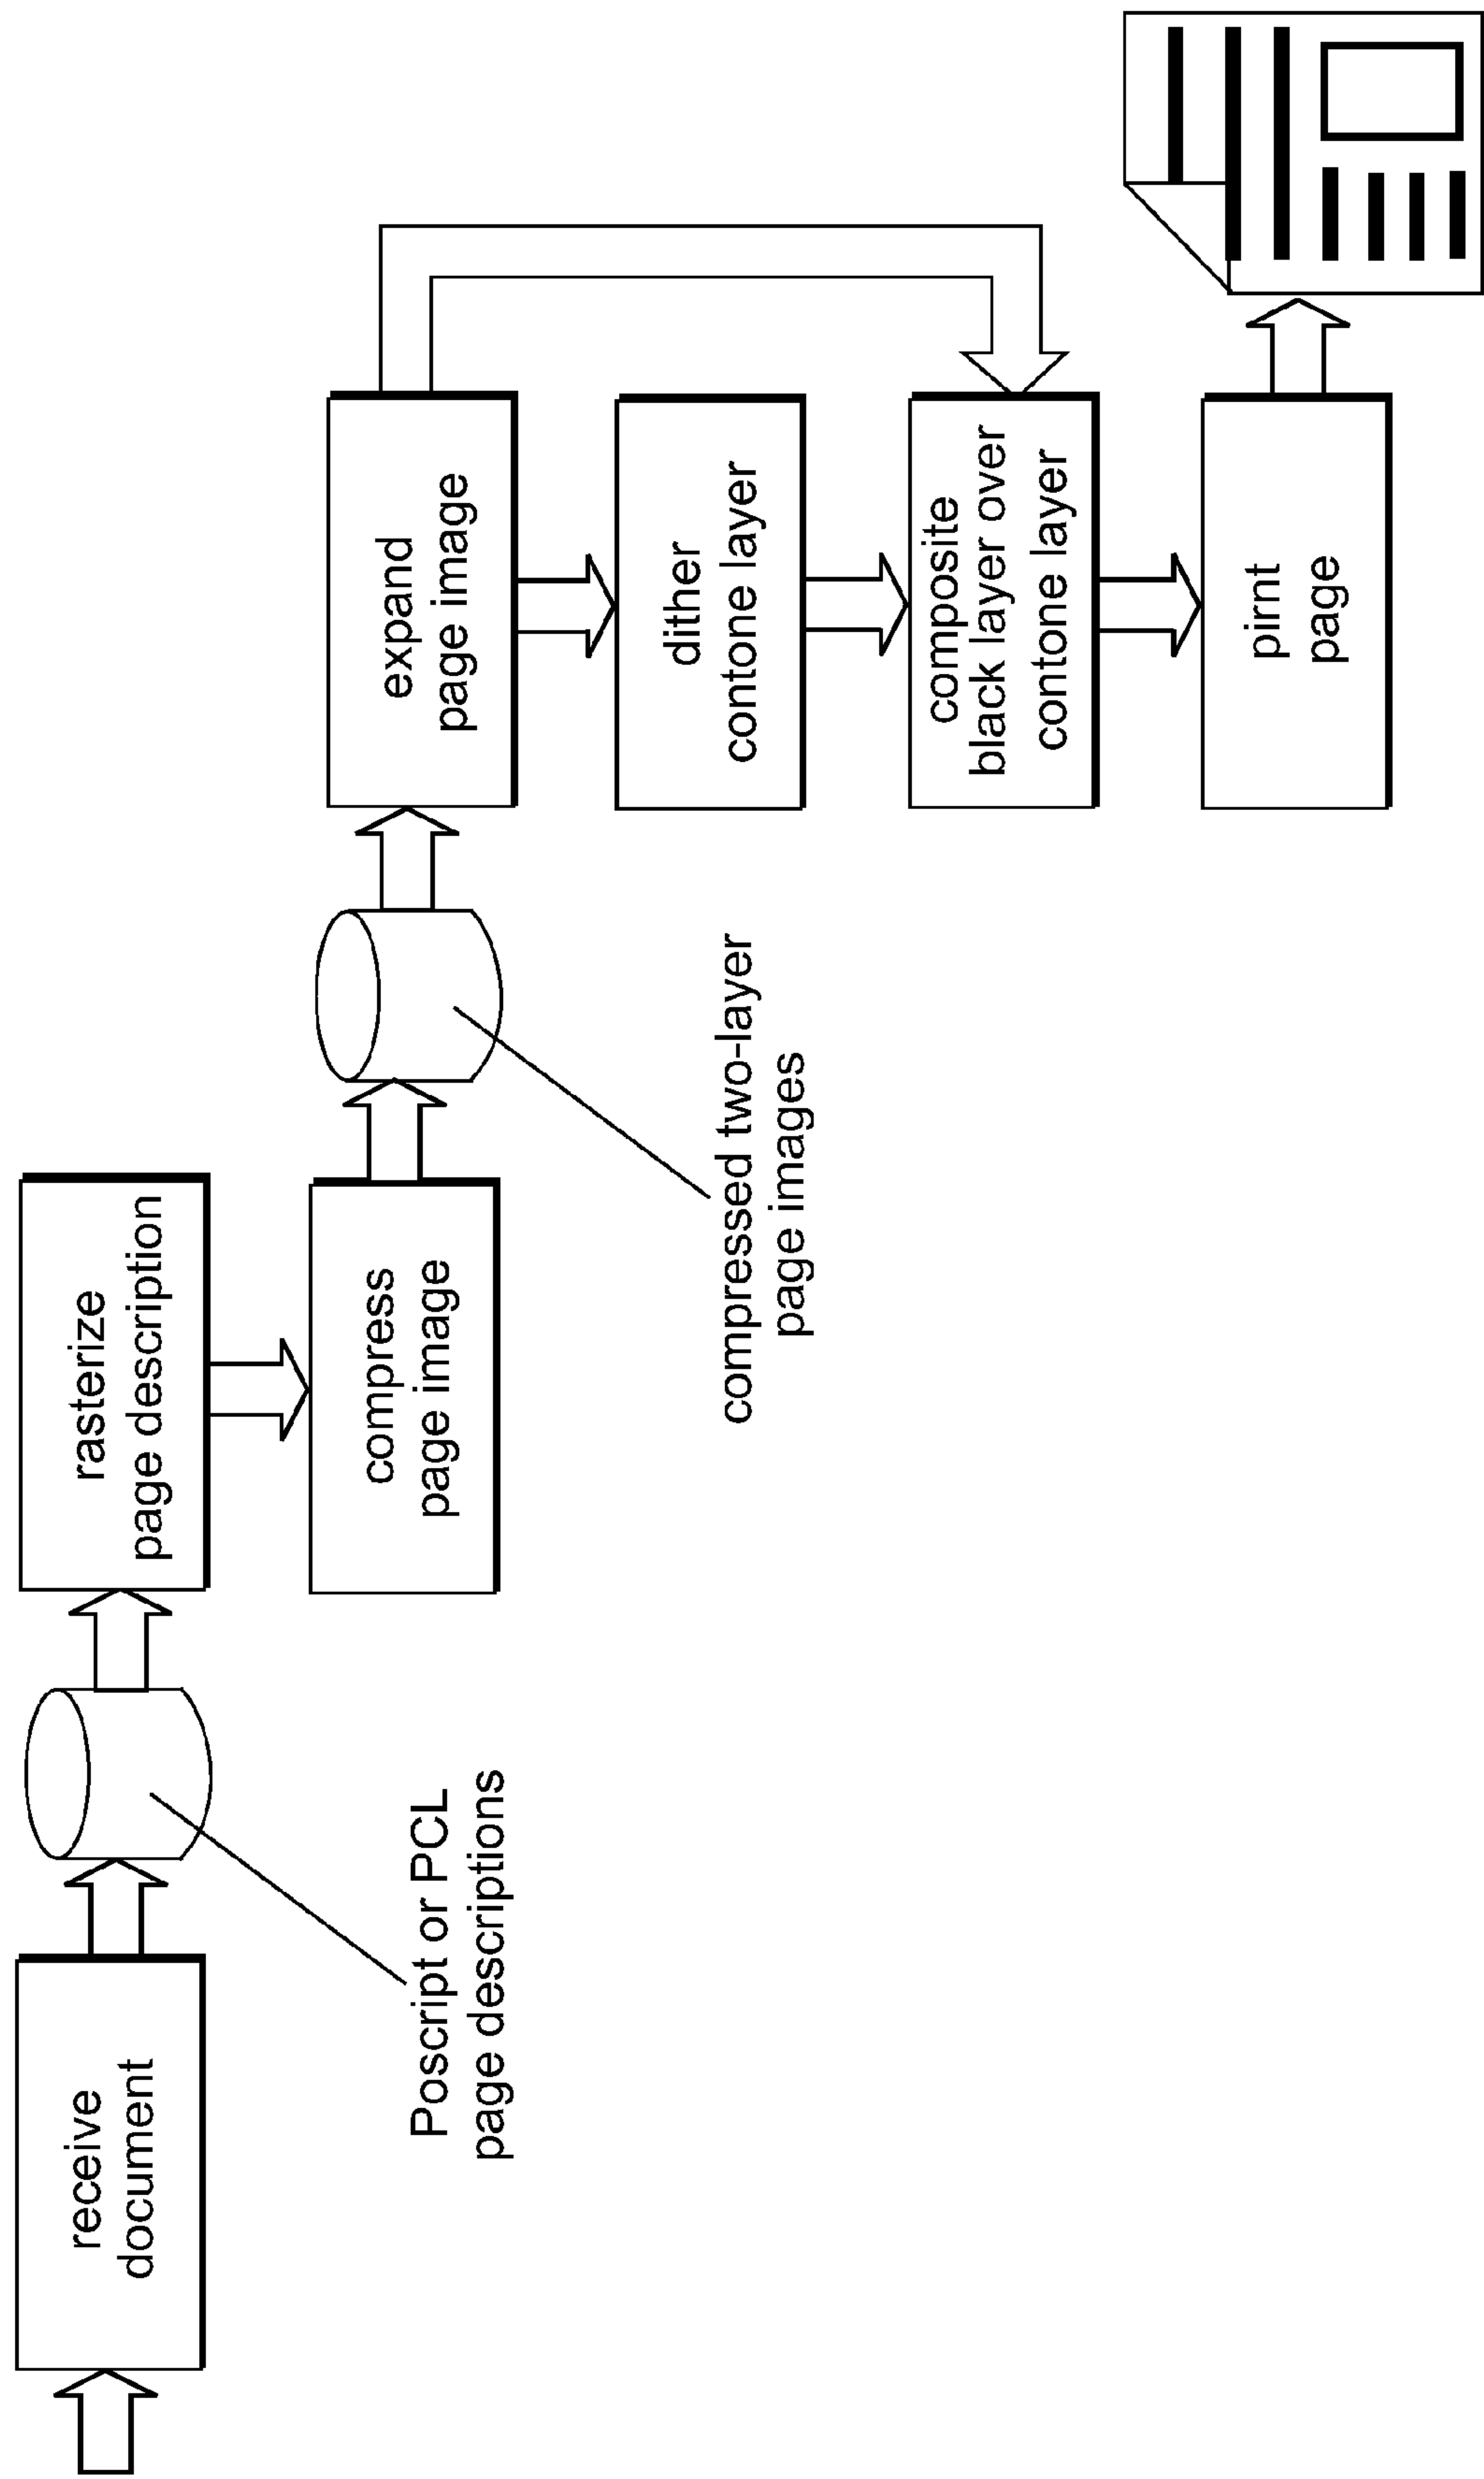 receive
document
Poscript or PCL
page descriptions
rasterize
page description
compress
page image
compressed two-layer
page images
expand
page image
dither
contone layer
composite
black layer over
contone layer
pirnt
page